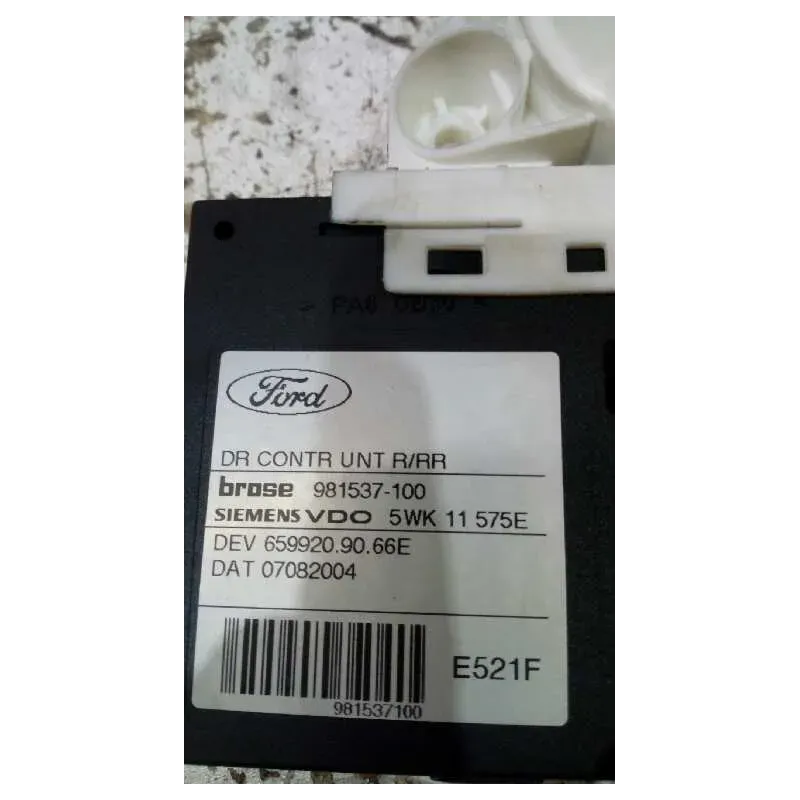 Ford
DR CONTR UNT R/RR
brose 981537-100
SIEMENS VDO 5WK 11 575E
DEV 659920.90.66E
DAT 07082004
E521F
981537100